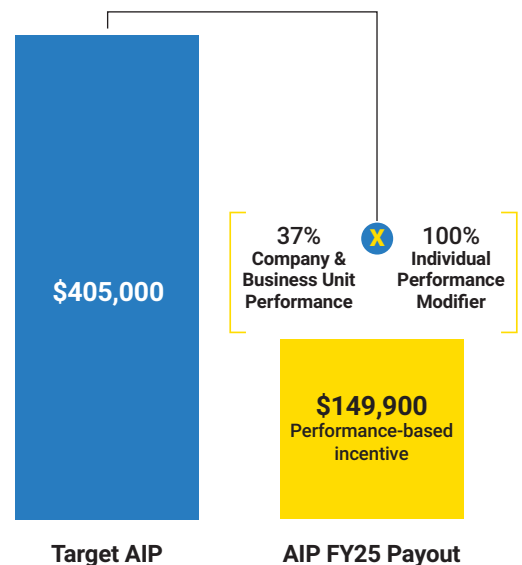 $405,000
37%
Company &
Business Unit
Performance
X
100%
Individual
Performance
Modifier
$149,900
Performance-based
incentive
Target AIP
AIP FY25 Payout